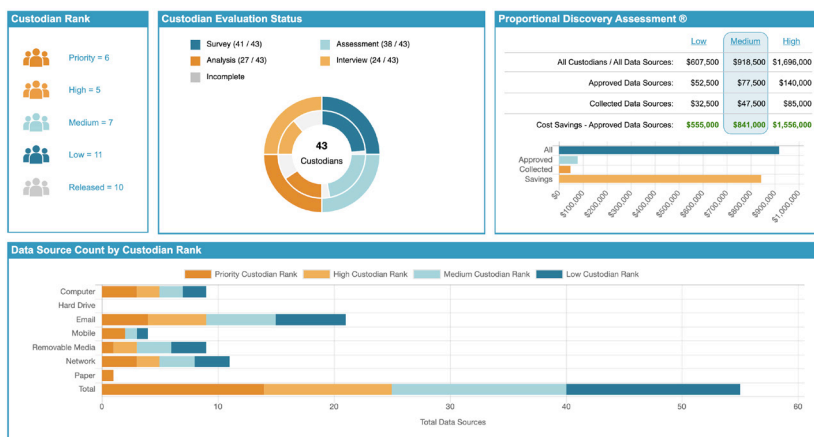 Custodian Rank
Priority = 6
High = 5
Medium = 7
Low = 11
Released = 10
Custodian Evaluation Status
Survey (41 / 43)
Assessment (38 / 43)
Analysis (27 / 43)
Interview (24 / 43)
Incomplete
43
Custodians
Proportional Discovery Assessment ®
Low Medium High
All Custodians / All Data Sources: $607,500 $918,500 $1,696,000
Approved Data Sources: $52,500 $77,500 $140,000
Collected Data Sources: $32,500 $47,500 $85,000
Cost Savings - Approved Data Sources: $555,000 $841,000 $1,556,000
All
Approved
Collected
Savings
$0 $100,000 $200,000 $300,000 $400,000 $500,000 $600,000 $700,000 $800,000 $900,000 $1,000,000
Data Source Count by Custodian Rank
Priority Custodian Rank High Custodian Rank Medium Custodian Rank Low Custodian Rank
Computer
Hard Drive
Email
Mobile
Removable Media
Network
Paper
Total
0 10 20 30 40 50 60
Total Data Sources